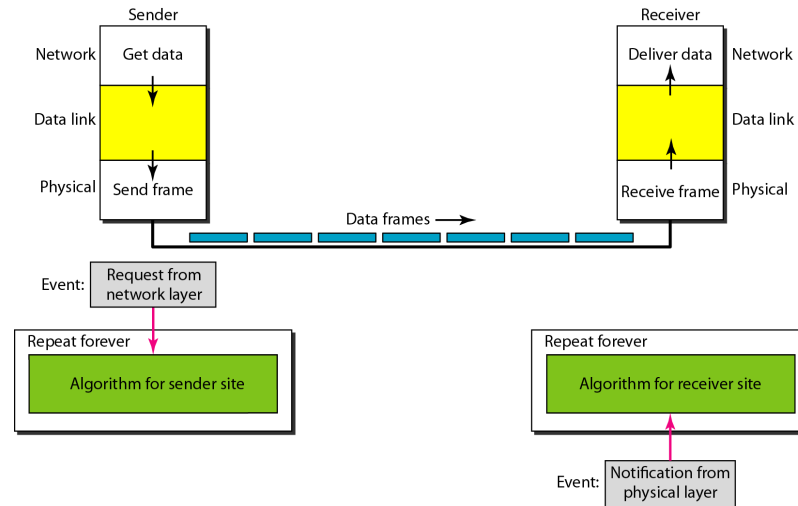 Sender
Receiver
Network
Get data
Deliver data
Network
Data link
Data link
Physical
Send frame
Receive frame
Physical
Data frames
Event:
Request from
network layer
Repeat forever
Algorithm for sender site
Repeat forever
Algorithm for receiver site
Event:
Notification from
physical layer